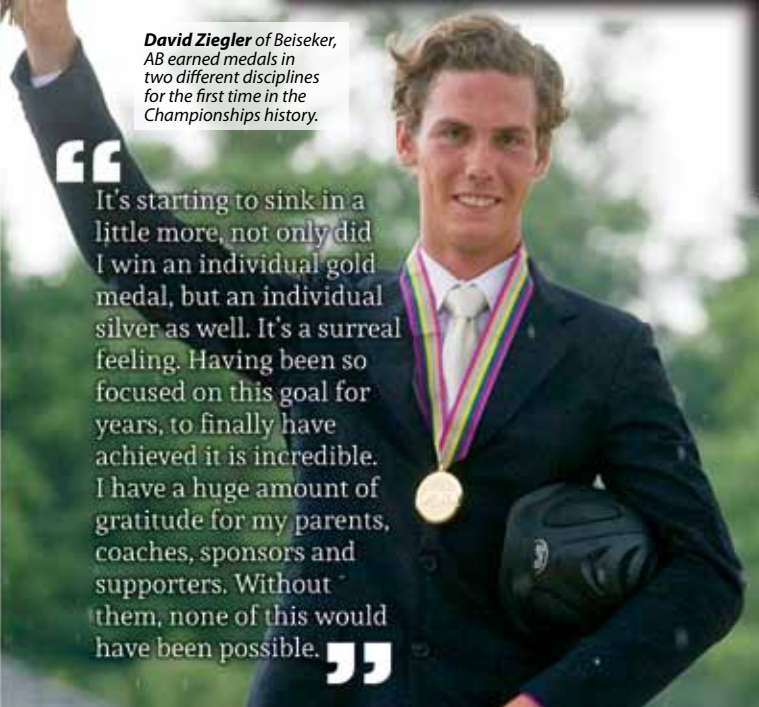 David Ziegler of Beiseker,
AB earned medals in
two different disciplines
for the first time in the
Championships history.
“
It’s starting to sink in a
little more, not only did
I win an individual gold
medal, but an individual
silver as well. It’s a surreal
feeling. Having been so
focused on this goal for
years, to finally have
achieved it is incredible.
I have a huge amount of
gratitude for my parents,
coaches, sponsors and
supporters. Without
them, none of this would
have been possible. ”